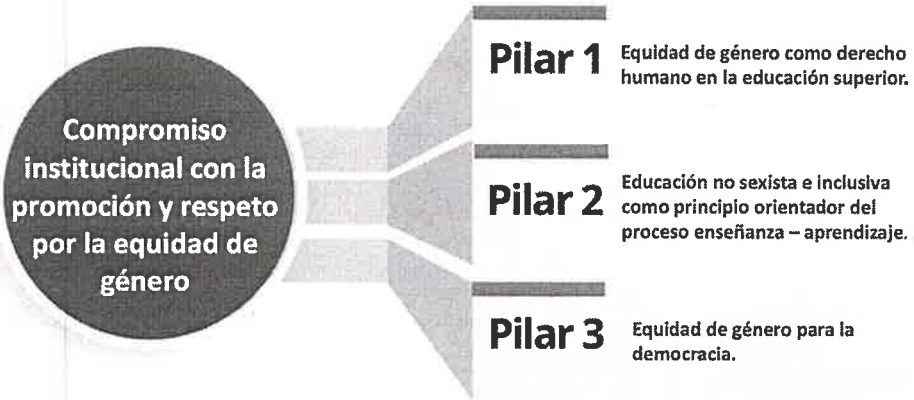 Compromiso
institucional con la
promoción y respeto
por la equidad de
género
Pilar 1
Equidad de género como derecho
humano en la educación superior.
Pilar 2
Educación no sexista e inclusiva
como principio orientador del
proceso enseñanza – aprendizaje.
Pilar 3
Equidad de género para la
democracia.